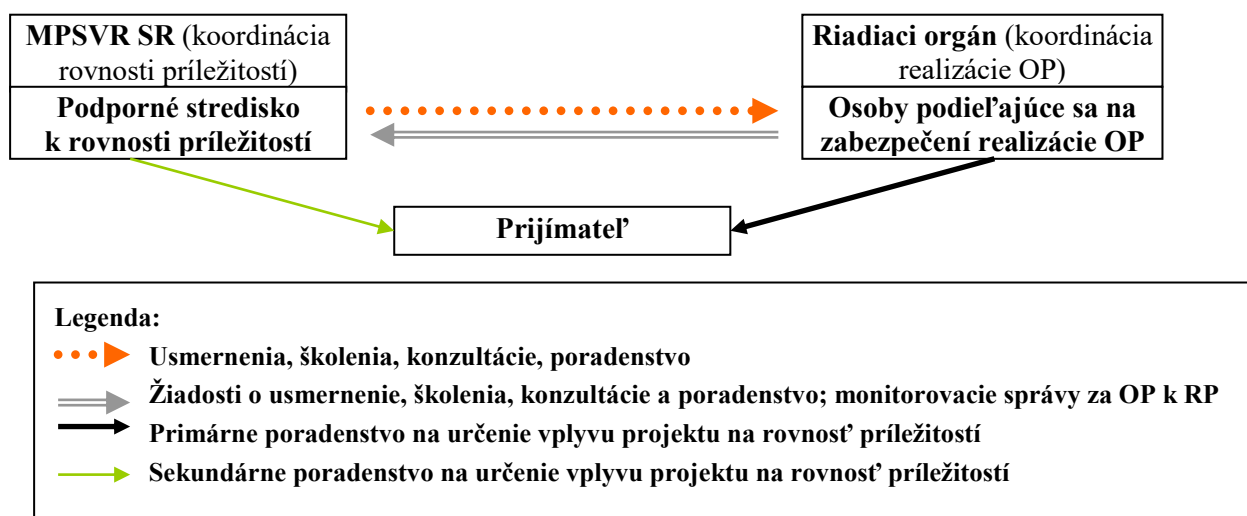 MPSVR SR (koordinácia
rovnosti príležitostí)
Podporné stredisko
k rovnosti príležitostí
Riadiaci orgán (koordinácia
realizácie OP)
Osoby podieľajúce sa na
zabezpečení realizácie OP
Prijímateľ
Legenda:
Usmernenia, školenia, konzultácie, poradenstvo
Žiadosti o usmernenie, školenia, konzultácie a poradenstvo; monitorovacie správy za OP k RP
Primárne poradenstvo na určenie vplyvu projektu na rovnosť príležitostí
Sekundárne poradenstvo na určenie vplyvu projektu na rovnosť príležitostí